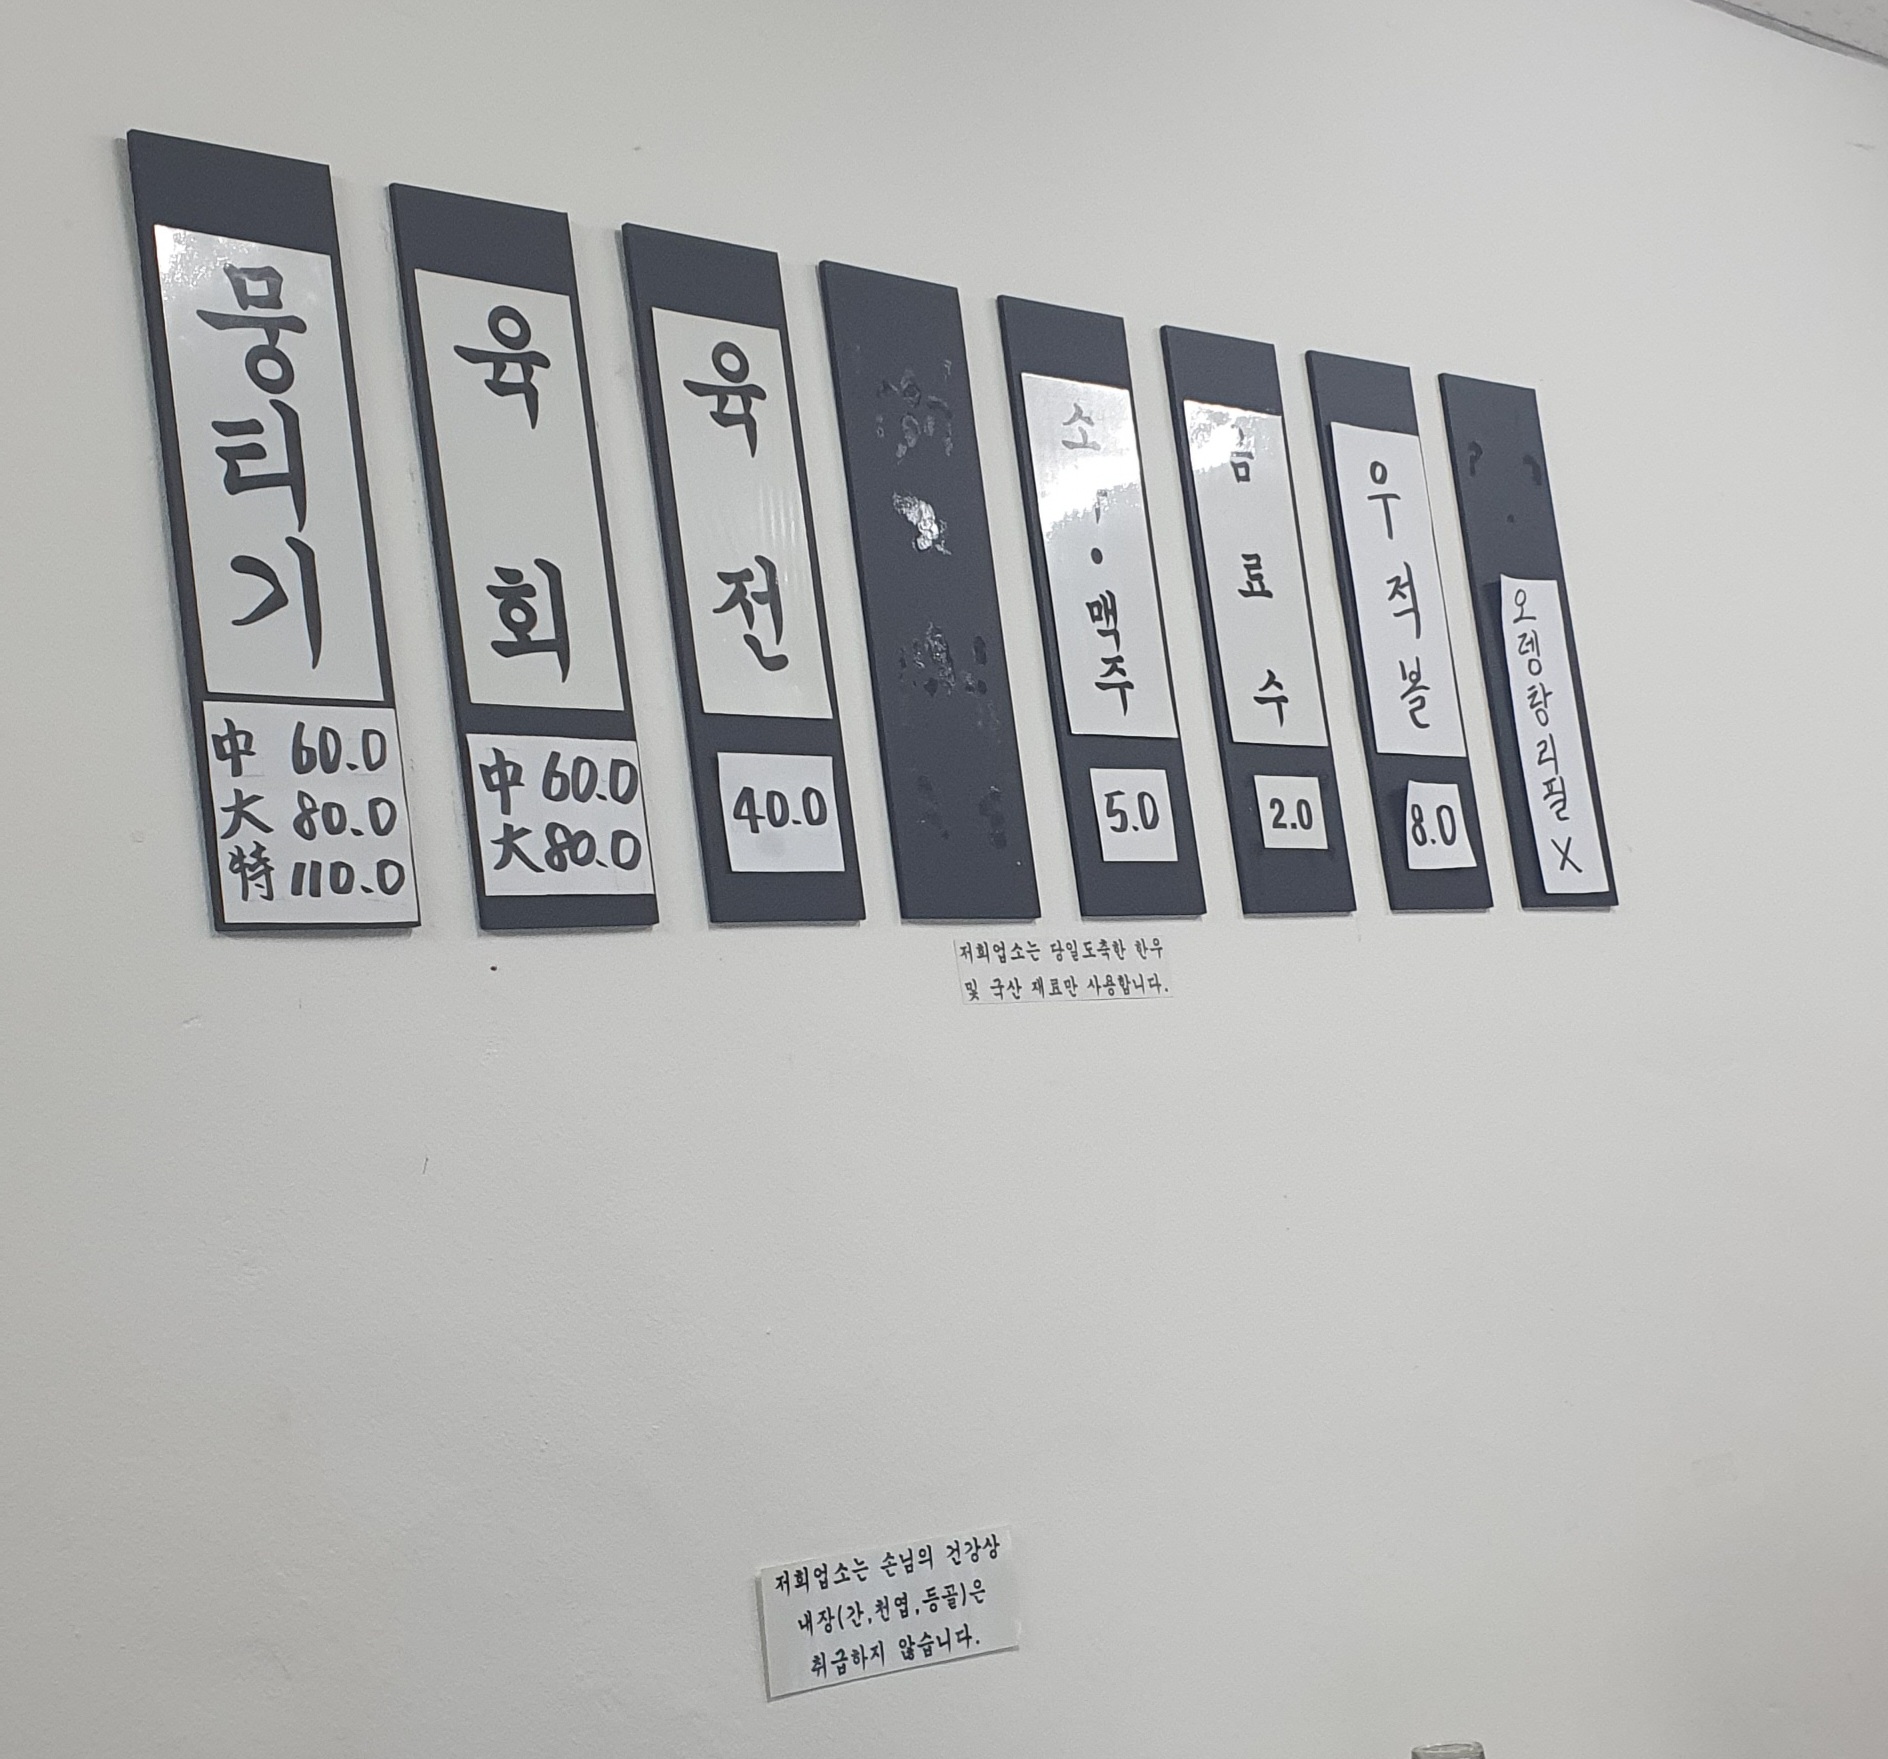 뭉티기
中 60.0
大 80.0
特 110.0
육회
中 60.0
大 80.0
육전
40.0
소주·맥주
5.0
음료수
2.0
우적볼
8.0
오뎅탕리필X
저희업소는 당일도축한 한우
및 국산 재료만 사용합니다.
저희업소는 손님의 건강상
내장(간,천엽,등골)은
취급하지 않습니다.